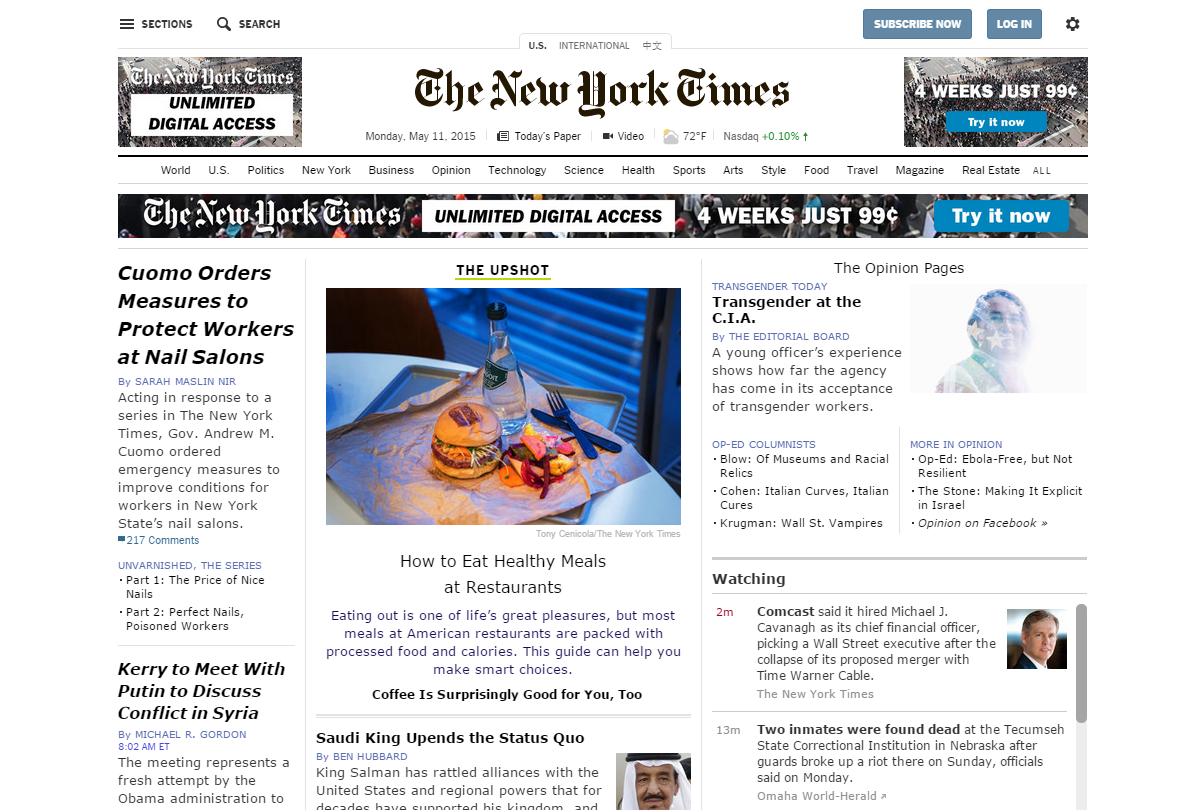 SECTIONS
SEARCH
SUBSCRIBE NOW
LOG IN
U.S.
INTERNATIONAL
中文
The New York Times
UNLIMITED
DIGITAL ACCESS
The New York Times
4 WEEKS JUST 99¢
Try it now
Monday, May 11, 2015
Today's Paper
Video
72°F
Nasdaq +0.10% ↑
World
U.S.
Politics
New York
Business
Opinion
Technology
Science
Health
Sports
Arts
Style
Food
Travel
Magazine
Real Estate
ALL
The New York Times UNLIMITED DIGITAL ACCESS 4 WEEKS JUST 99¢ Try it now
Cuomo Orders
Measures to
Protect Workers
at Nail Salons
By SARAH MASLIN NIR
Acting in response to a
series in The New York
Times, Gov. Andrew M.
Cuomo ordered
emergency measures to
improve conditions for
workers in New York
State’s nail salons.
217 Comments
UNVARNISHED, THE SERIES
· Part 1: The Price of Nice
Nails
· Part 2: Perfect Nails,
Poisoned Workers
Kerry to Meet With
Putin to Discuss
Conflict in Syria
By MICHAEL R. GORDON
8:02 AM ET
The meeting represents a
fresh attempt by the
Obama administration to
THE UPSHOT
Tony Cenicola/The New York Times
How to Eat Healthy Meals
at Restaurants
Eating out is one of life’s great pleasures, but most
meals at American restaurants are packed with
processed food and calories. This guide can help you
make smart choices.
Coffee Is Surprisingly Good for You, Too
Saudi King Upends the Status Quo
By BEN HUBBARD
King Salman has rattled alliances with the
United States and regional powers that for
decades have supported his kingdom, and
The Opinion Pages
TRANSGENDER TODAY
Transgender at the
C.I.A.
By THE EDITORIAL BOARD
A young officer’s experience
shows how far the agency
has come in its acceptance
of transgender workers.
OP-ED COLUMNISTS
· Blow: Of Museums and Racial
Relics
· Cohen: Italian Curves, Italian
Cures
· Krugman: Wall St. Vampires
MORE IN OPINION
· Op-Ed: Ebola-Free, but Not
Resilient
· The Stone: Making It Explicit
in Israel
· Opinion on Facebook »
Watching
2m
Comcast said it hired Michael J.
Cavanagh as its chief financial officer,
picking a Wall Street executive after the
collapse of its proposed merger with
Time Warner Cable.
The New York Times
13m
Two inmates were found dead at the Tecumseh
State Correctional Institution in Nebraska after
guards broke up a riot there on Sunday, officials
said on Monday.
Omaha World-Herald